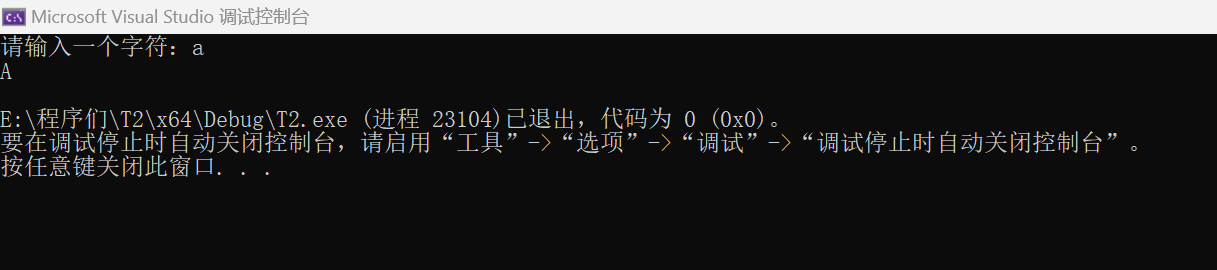 Microsoft Visual Studio 调试控制台
请输入一个字符：a
A
E:\程序们\T2\x64\Debug\T2.exe (进程 23104)已退出，代码为 0 (0x0)。
要在调试停止时自动关闭控制台，请启用“工具”->“选项”->“调试”->“调试停止时自动关闭控制台”。
按任意键关闭此窗口. . .